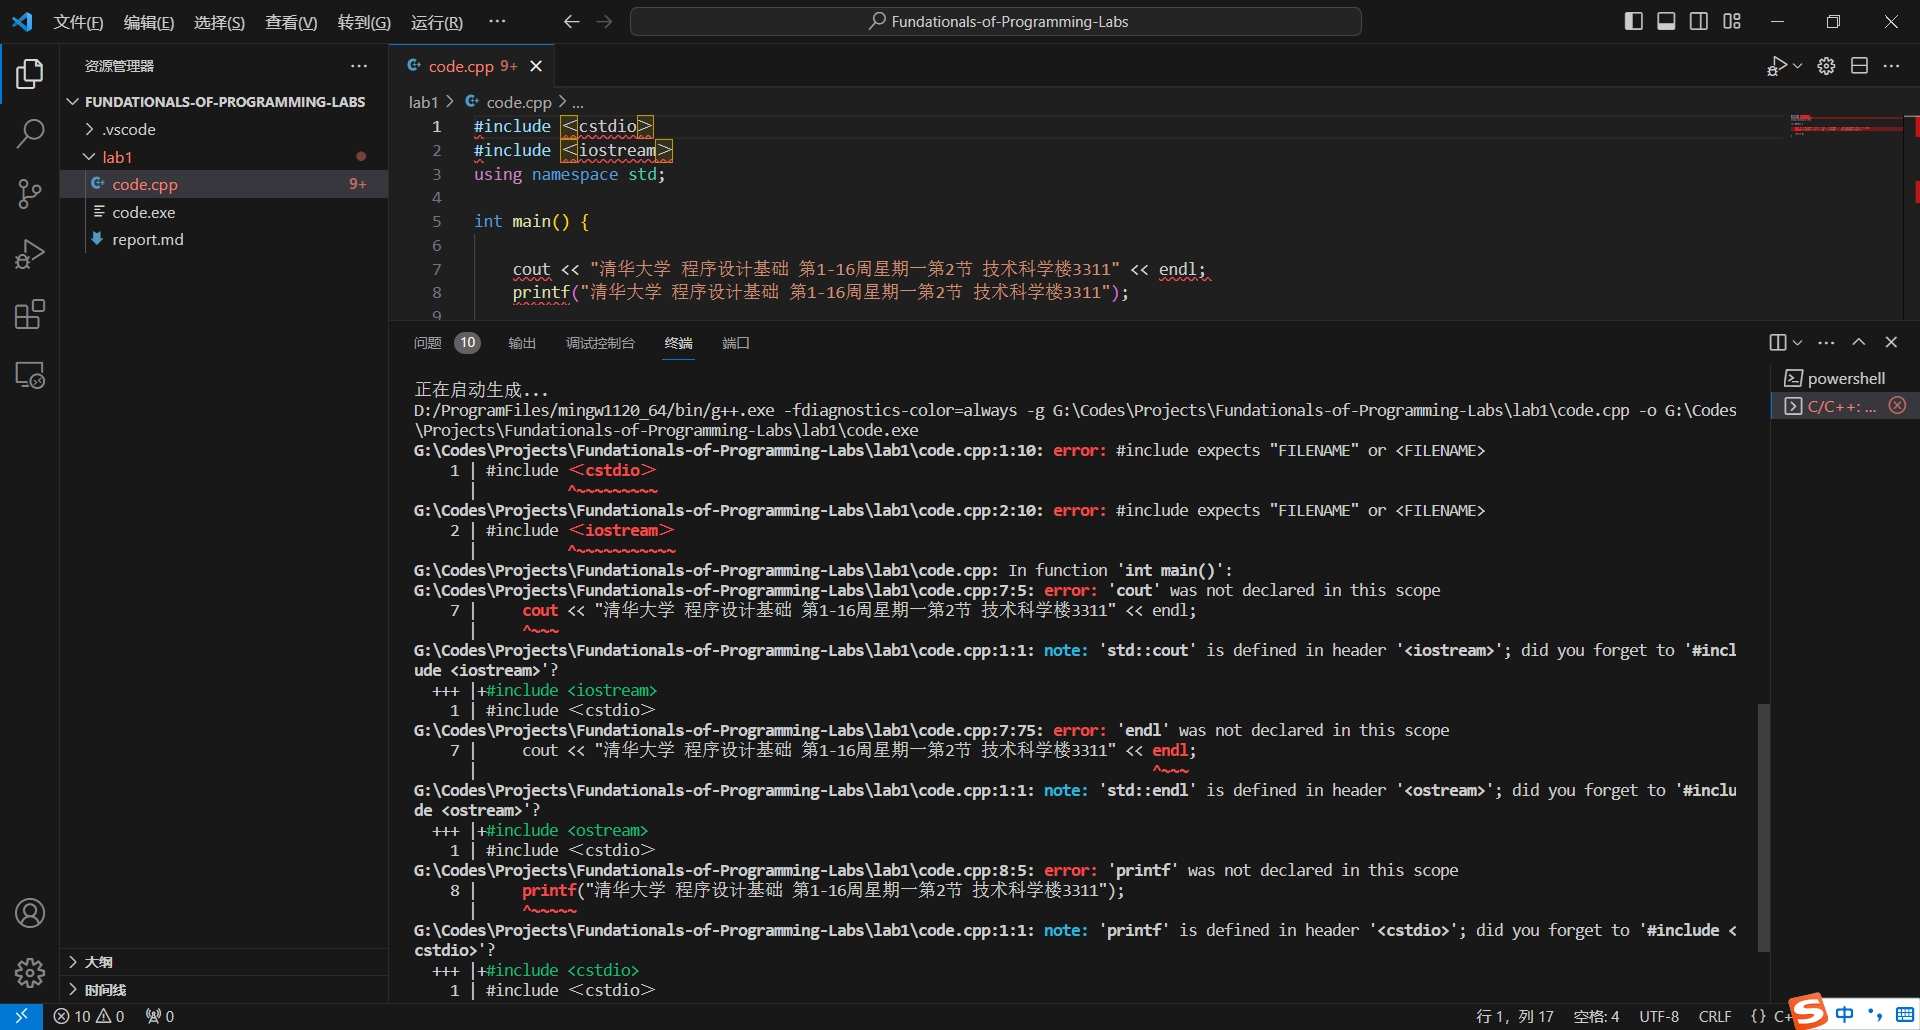 文件(F) 编辑(E) 选择(S) 查看(V) 转到(G) 运行(R) ··· Fundationals-of-Programming-Labs
资源管理器 ···
code.cpp 9+
FUNDATIONALS-OF-PROGRAMMING-LABS
.vscode
lab1
code.cpp 9+
code.exe
report.md
大纲
时间线
lab1 > code.cpp > ...
1 #include ＜cstdio＞
2 #include ＜iostream＞
3 using namespace std;
4
5 int main() {
6
7 cout << "清华大学 程序设计基础 第1-16周星期一第2节 技术科学楼3311" << endl;
8 printf("清华大学 程序设计基础 第1-16周星期一第2节 技术科学楼3311");
9
问题 10 输出 调试控制台 终端 端口
powershell
C/C++: ...
正在启动生成...
D:/ProgramFiles/mingw1120_64/bin/g++.exe -fdiagnostics-color=always -g G:\Codes\Projects\Fundationals-of-Programming-Labs\lab1\code.cpp -o G:\Codes
\Projects\Fundationals-of-Programming-Labs\lab1\code.exe
G:\Codes\Projects\Fundationals-of-Programming-Labs\lab1\code.cpp:1:10: error: #include expects "FILENAME" or <FILENAME>
1 | #include ＜cstdio＞
| ^~~~~~~~~~
G:\Codes\Projects\Fundationals-of-Programming-Labs\lab1\code.cpp:2:10: error: #include expects "FILENAME" or <FILENAME>
2 | #include ＜iostream＞
| ^~~~~~~~~~~~
G:\Codes\Projects\Fundationals-of-Programming-Labs\lab1\code.cpp: In function 'int main()':
G:\Codes\Projects\Fundationals-of-Programming-Labs\lab1\code.cpp:7:5: error: 'cout' was not declared in this scope
7 | cout << "清华大学 程序设计基础 第1-16周星期一第2节 技术科学楼3311" << endl;
| ^~~~
G:\Codes\Projects\Fundationals-of-Programming-Labs\lab1\code.cpp:1:1: note: 'std::cout' is defined in header '<iostream>'; did you forget to '#incl
ude <iostream>'?
+++ |+#include <iostream>
1 | #include ＜cstdio＞
G:\Codes\Projects\Fundationals-of-Programming-Labs\lab1\code.cpp:7:75: error: 'endl' was not declared in this scope
7 | cout << "清华大学 程序设计基础 第1-16周星期一第2节 技术科学楼3311" << endl;
| ^~~~
G:\Codes\Projects\Fundationals-of-Programming-Labs\lab1\code.cpp:1:1: note: 'std::endl' is defined in header '<ostream>'; did you forget to '#inclu
de <ostream>'?
+++ |+#include <ostream>
1 | #include ＜cstdio＞
G:\Codes\Projects\Fundationals-of-Programming-Labs\lab1\code.cpp:8:5: error: 'printf' was not declared in this scope
8 | printf("清华大学 程序设计基础 第1-16周星期一第2节 技术科学楼3311");
| ^~~~~~
G:\Codes\Projects\Fundationals-of-Programming-Labs\lab1\code.cpp:1:1: note: 'printf' is defined in header '<cstdio>'; did you forget to '#include <
cstdio>'?
+++ |+#include <cstdio>
1 | #include ＜cstdio＞
10 0 0 行 1，列 17 空格: 4 UTF-8 CRLF {} C+ S 中